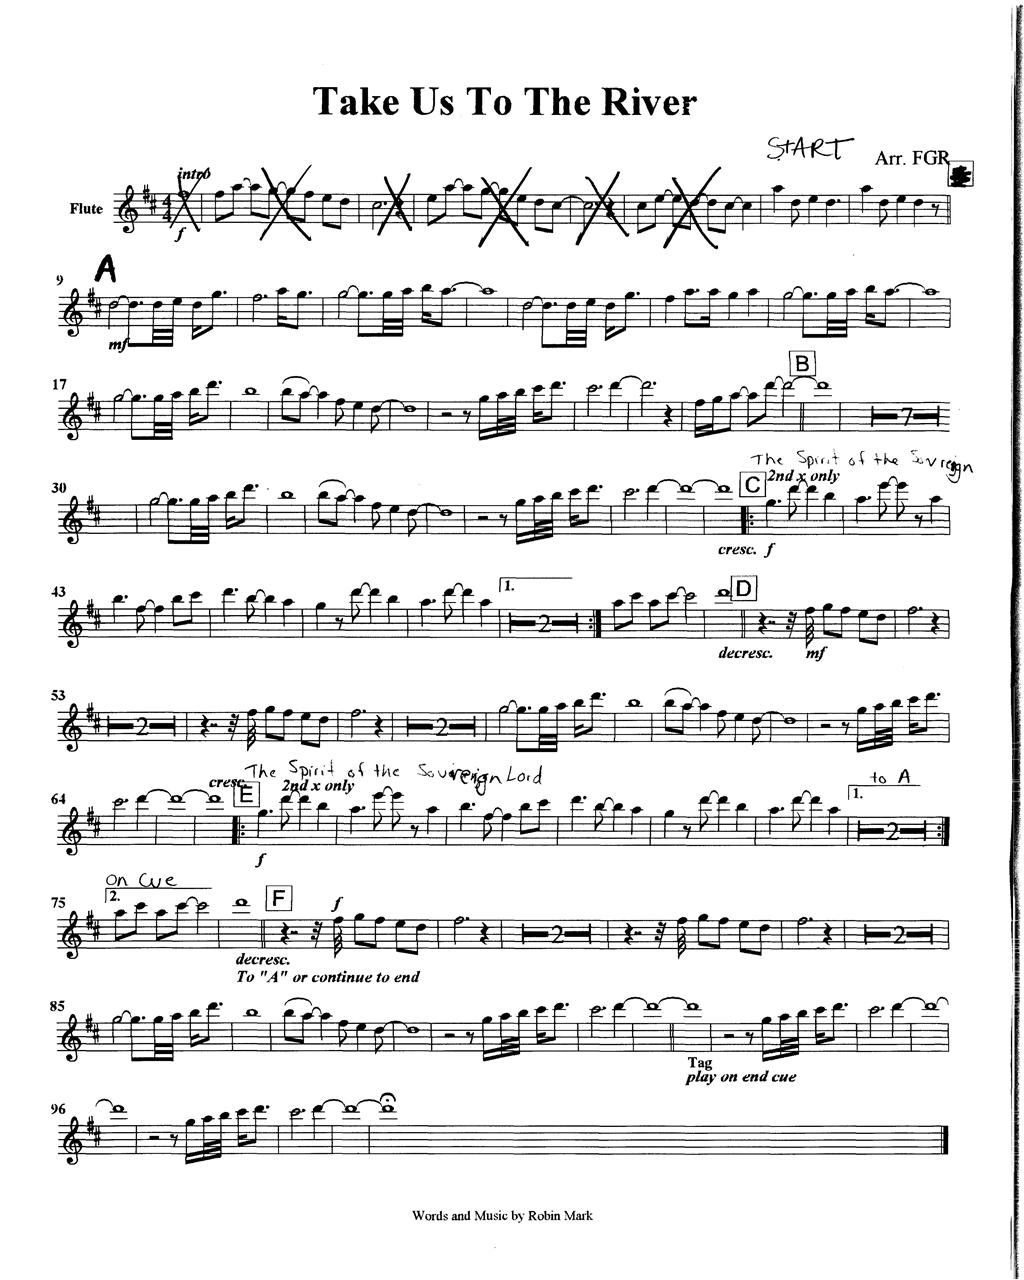 Take Us To The River
START
Arr. FGR
intro
Flute
f
A
9
mf
17
B
7
The Spirit of the Sovreign
30
C
2nd x only
cresc. f
43
1.
2
D
decresc.
mf
53
2
2
The Spirit of the Sovireign Lord
64
cresc.
E
2nd x only
to A
1.
2
f
On Cue
75
2.
F
f
2
2
decresc.
To "A" or continue to end
85
Tag
play on end cue
96
Words and Music by Robin Mark